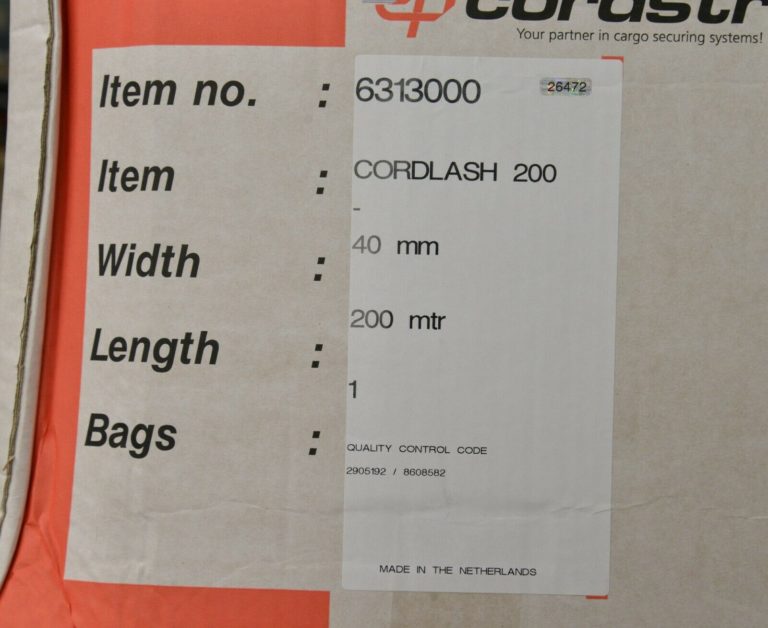 Your partner in cargo securing systems!
Item no. : 6313000 26472
Item : CORDLASH 200
-
Width : 40 mm
Length : 200 mtr
Bags : 1
QUALITY CONTROL CODE
2905192 / 8608582
MADE IN THE NETHERLANDS